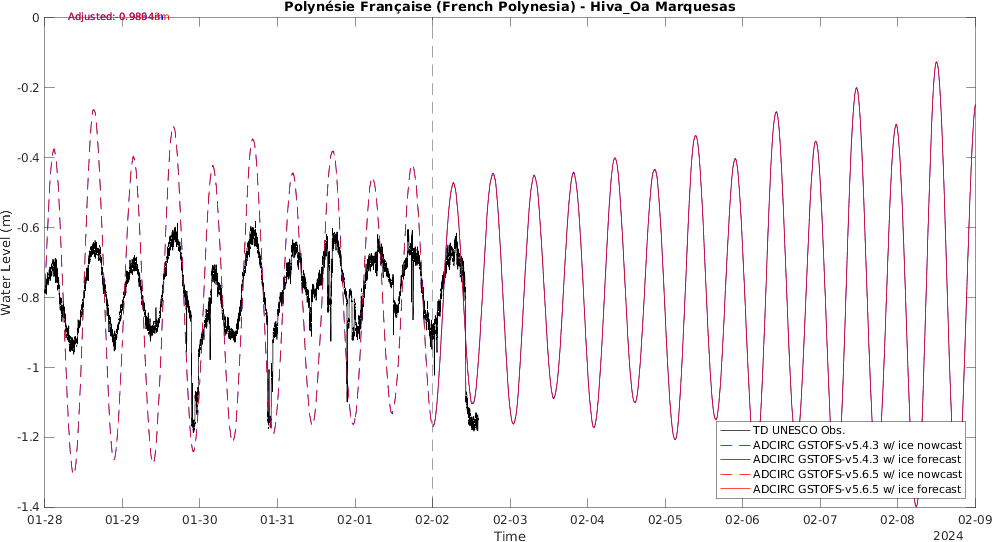 Polynésie Française (French Polynesia) - Hiva_Oa Marquesas
Water Level (m)
0
-0.2
-0.4
-0.6
-0.8
-1
-1.2
-1.4
TD UNESCO Obs.
ADCIRC GSTOFS-v5.4.3 w/ ice nowcast
ADCIRC GSTOFS-v5.4.3 w/ ice forecast
ADCIRC GSTOFS-v5.6.5 w/ ice nowcast
ADCIRC GSTOFS-v5.6.5 w/ ice forecast
01-28 01-29 01-30 01-31 02-01 02-02 02-03 02-04 02-05 02-06 02-07 02-08 02-09
Time
2024
Adjusted: